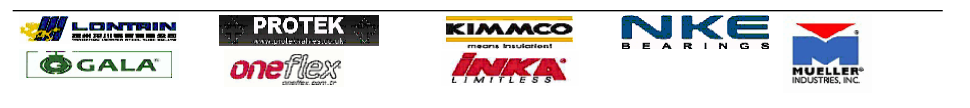 LONTRIN
PROTEK
www.protekvalves.co.uk
KIMMCO
means insulation!
NKE
BEARINGS
MUELLER®
INDUSTRIES, INC.
GALA®
oneflex
oneflex.com.tr
İNKA®
LIMITLESS